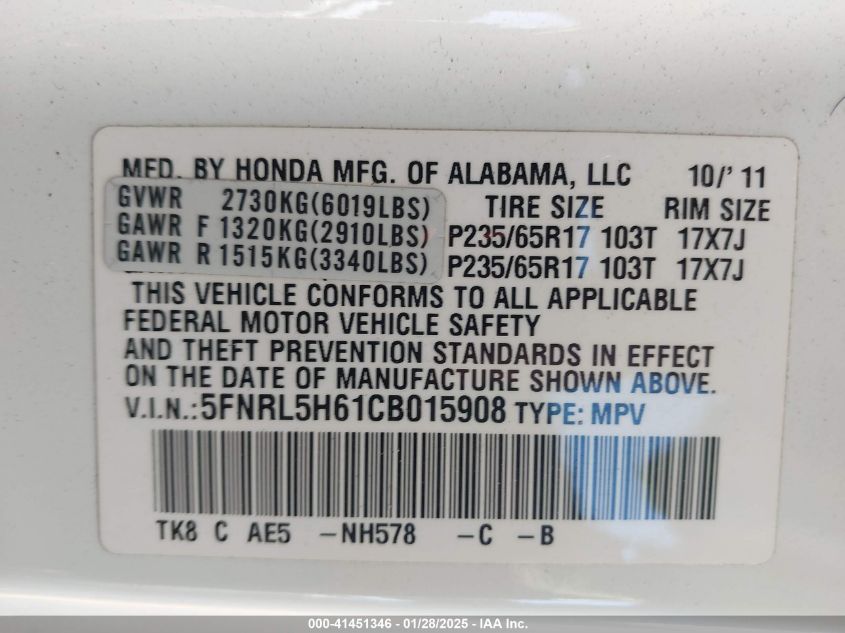 MFD. BY HONDA MFG. OF ALABAMA, LLC 10/' 11
GVWR 2730KG(6019LBS) TIRE SIZE RIM SIZE
GAWR F 1320KG(2910LBS) P235/65R17 103T 17X7J
GAWR R 1515KG(3340LBS) P235/65R17 103T 17X7J
THIS VEHICLE CONFORMS TO ALL APPLICABLE
FEDERAL MOTOR VEHICLE SAFETY
AND THEFT PREVENTION STANDARDS IN EFFECT
ON THE DATE OF MANUFACTURE SHOWN ABOVE.
V.I.N.:5FNRL5H61CB015908 TYPE: MPV
TK8 C AE5 -NH578 -C -B
000-41451346 - 01/28/2025 - IAA Inc.